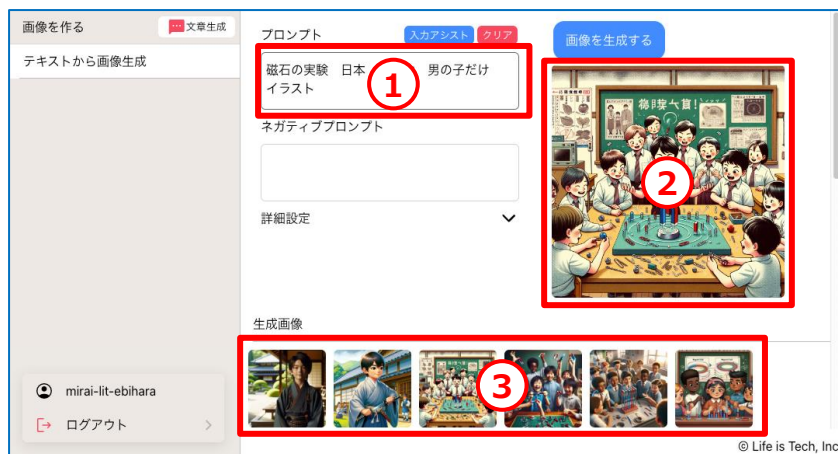 画像を作る
文章生成
テキストから画像生成
プロンプト
入力アシスト
クリア
磁石の実験 日本
男の子だけ
イラスト
①
ネガティブプロンプト
詳細設定
画像を生成する
②
生成画像
③
mirai-lit-ebihara
ログアウト
© Life is Tech, Inc